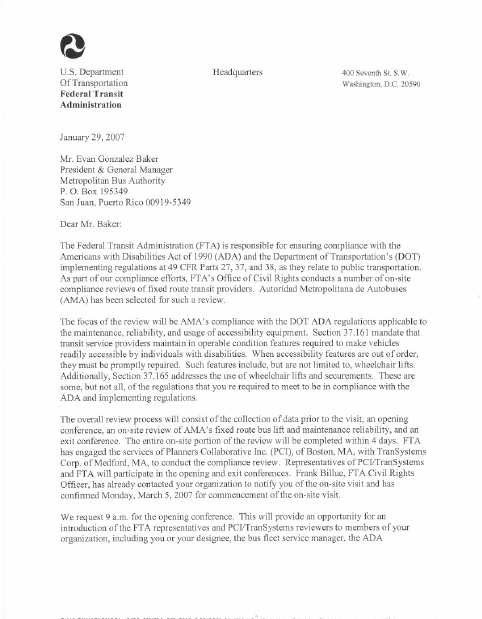 U.S. Department Headquarters 400 Seventh St. S.W.
Of Transportation Washington, D.C. 20590
Federal Transit
Administration
January 29, 2007
Mr. Evan Gonzalez Baker
President & General Manager
Metropolitan Bus Authority
P. O. Box 195349
San Juan, Puerto Rico 00919-5349
Dear Mr. Baker:
The Federal Transit Administration (FTA) is responsible for ensuring compliance with the
Americans with Disabilities Act of 1990 (ADA) and the Department of Transportation's (DOT)
implementing regulations at 49 CFR Parts 27, 37, and 38, as they relate to public transportation.
As part of our compliance efforts, FTA's Office of Civil Rights conducts a number of on-site
compliance reviews of fixed route transit providers. Autoridad Metropolitana de Autobuses
(AMA) has been selected for such a review.
The focus of the review will be AMA's compliance with the DOT ADA regulations applicable to
the maintenance, reliability, and usage of accessibility equipment. Section 37.161 mandate that
transit service providers maintain in operable condition features required to make vehicles
readily accessible by individuals with disabilities. When accessibility features are out of order,
they must be promptly repaired. Such features include, but are not limited to, wheelchair lifts.
Additionally, Section 37.165 addresses the use of wheelchair lifts and securements. These are
some, but not all, of the regulations that you re required to meet to be in compliance with the
ADA and implementing regulations.
The overall review process will consist of the collection of data prior to the visit, an opening
conference, an on-site review of AMA's fixed route bus lift and maintenance reliability, and an
exit conference. The entire on-site portion of the review will be completed within 4 days. FTA
has engaged the services of Planners Collaborative Inc. (PCI), of Boston, MA, with TranSystems
Corp. of Medford, MA, to conduct the compliance review. Representatives of PCI/TranSystems
and FTA will participate in the opening and exit conferences. Frank Billue, FTA Civil Rights
Officer, has already contacted your organization to notify you of the on-site visit and has
confirmed Monday, March 5, 2007 for commencement of the on-site visit.
We request 9 a.m. for the opening conference. This will provide an opportunity for an
introduction of the FTA representatives and PCI/TranSystems reviewers to members of your
organization, including you or your designee, the bus fleet service manager, the ADA